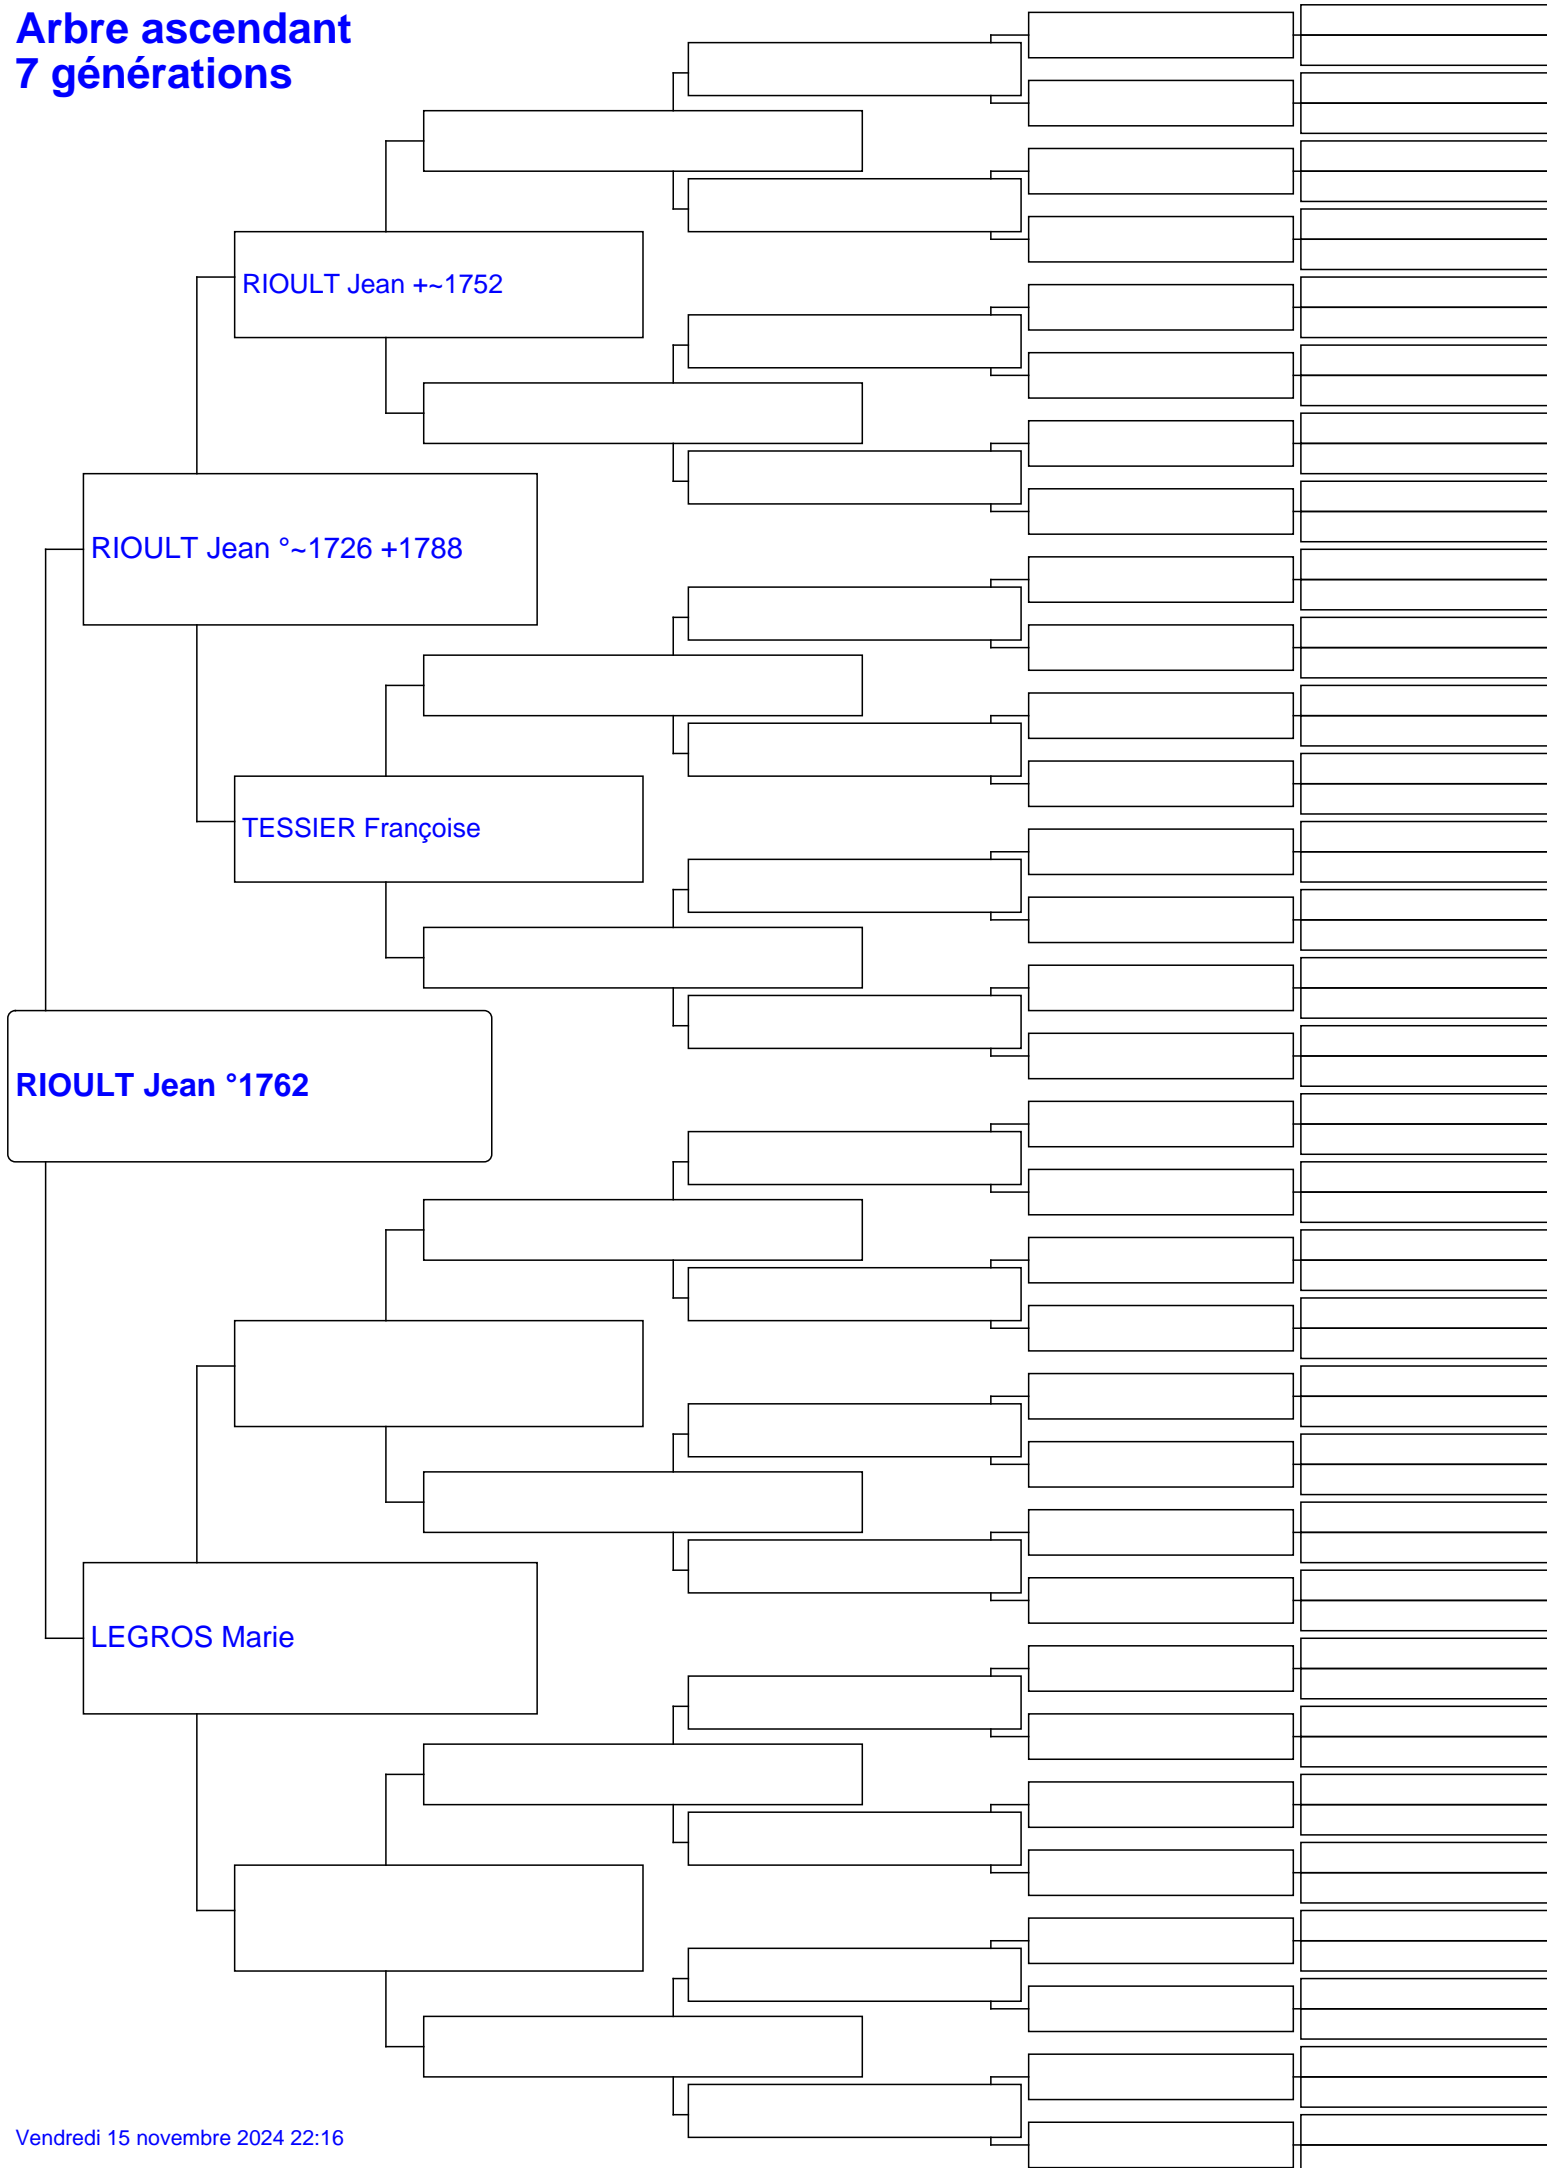 Arbre ascendant
7 générations
RIOULT Jean +~1752
RIOULT Jean °~1726 +1788
TESSIER Françoise
RIOULT Jean °1762
LEGROS Marie
Vendredi 15 novembre 2024 22:16